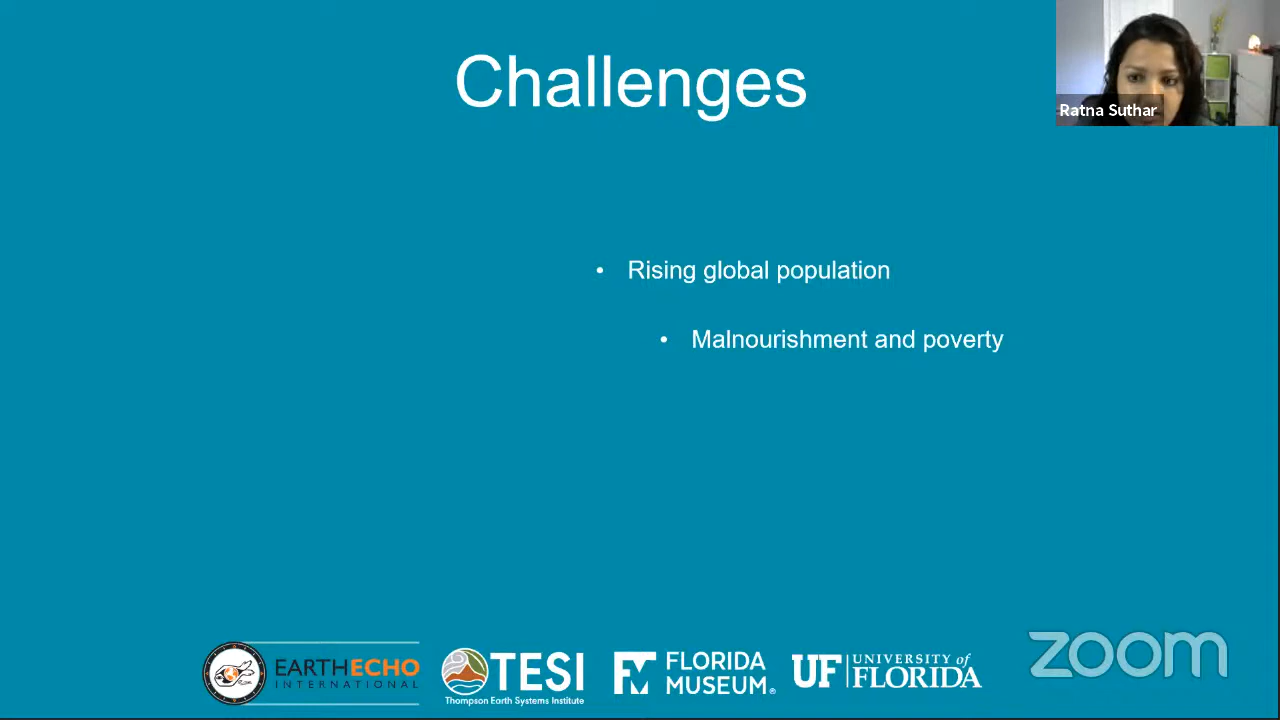 Challenges
Ratna Suthar
• Rising global population
• Malnourishment and poverty
EARTHECHO
INTERNATIONAL
TESI
Thompson Earth Systems Institute
FLORIDA
MUSEUM®
UF UNIVERSITY of
FLORIDA
zoom